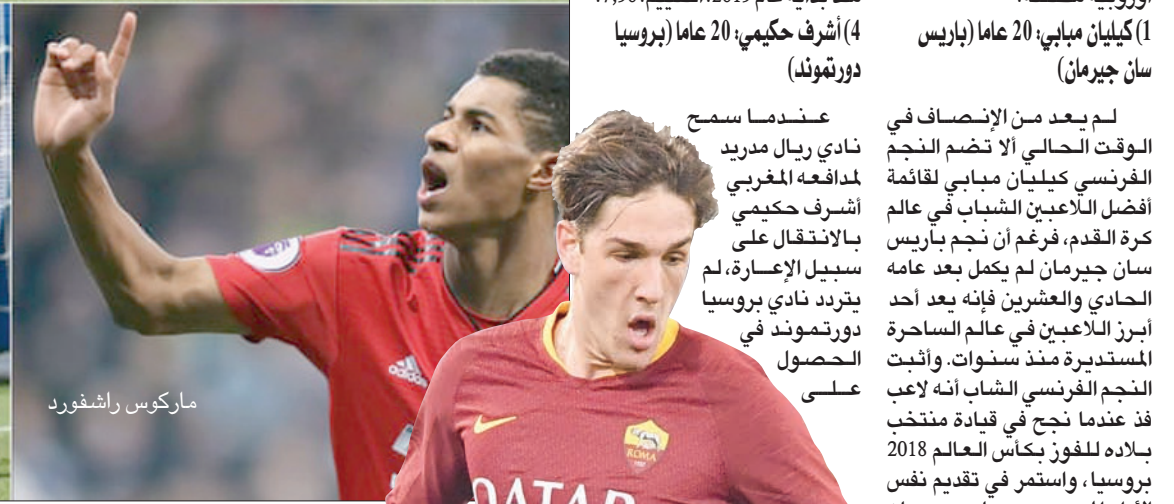 1) كيليان مبابي: 20 عاما (باريس
سان جيرمان)
لم يعد من الإنصاف في
الوقت الحالي ألا تضم النجم
الفرنسي كيليان مبابي لقائمة
أفضل اللاعبين الشباب في عالم
كرة القدم، فرغم أن نجم باريس
سان جيرمان لم يكمل بعد عامه
الحادي والعشرين فإنه يعد أحد
أبرز اللاعبين في عالم الساحرة
المستديرة منذ سنوات. وأثبت
النجم الفرنسي الشاب أنه لاعب
فذ عندما نجح في قيادة منتخب
بلاده للفوز بكأس العالم 2018
بروسيا، واستمر في تقديم نفس
4) أشرف حكيمي: 20 عاما (بروسيا
دورتموند)
عندما سمح
نادي ريال مدريد
لمدافعه المغربي
أشرف حكيمي
بالانتقال على
سبيل الإعارة، لم
يتردد نادي بروسيا
دورتموند في
الحصول
على
ماركوس راشفورد
ROMA
1927
QATAR